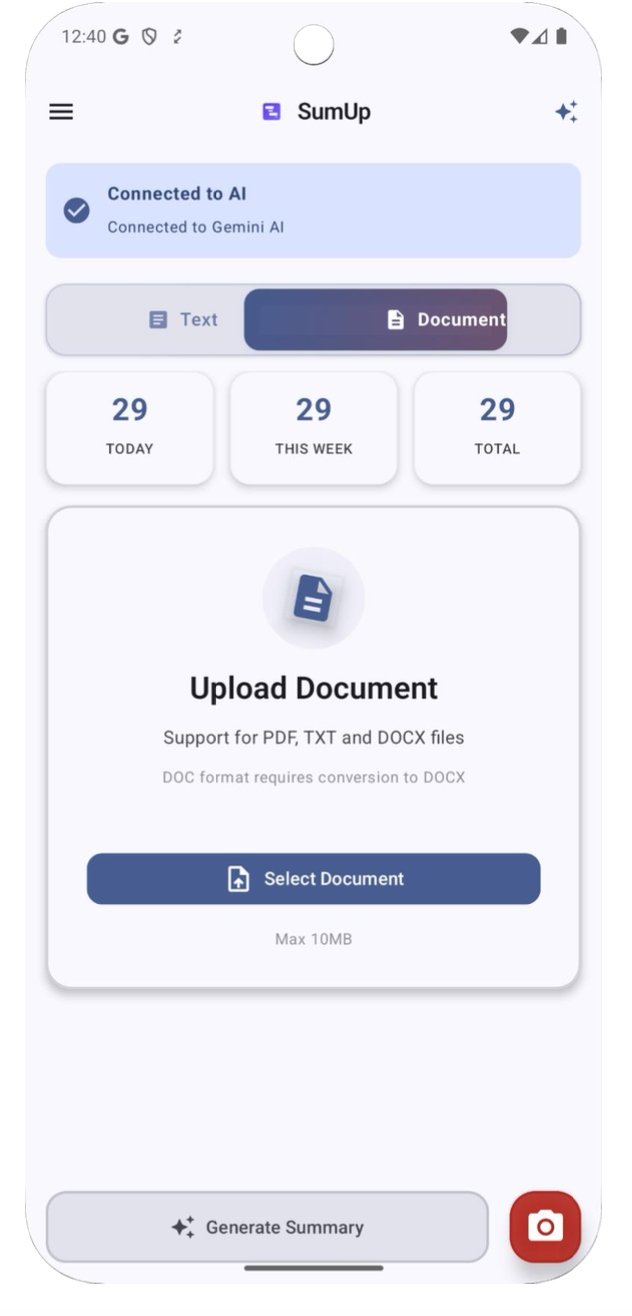 12:40
SumUp
Connected to AI
Connected to Gemini AI
Text Document
29 29 29
TODAY THIS WEEK TOTAL
Upload Document
Support for PDF, TXT and DOCX files
DOC format requires conversion to DOCX
Select Document
Max 10MB
Generate Summary